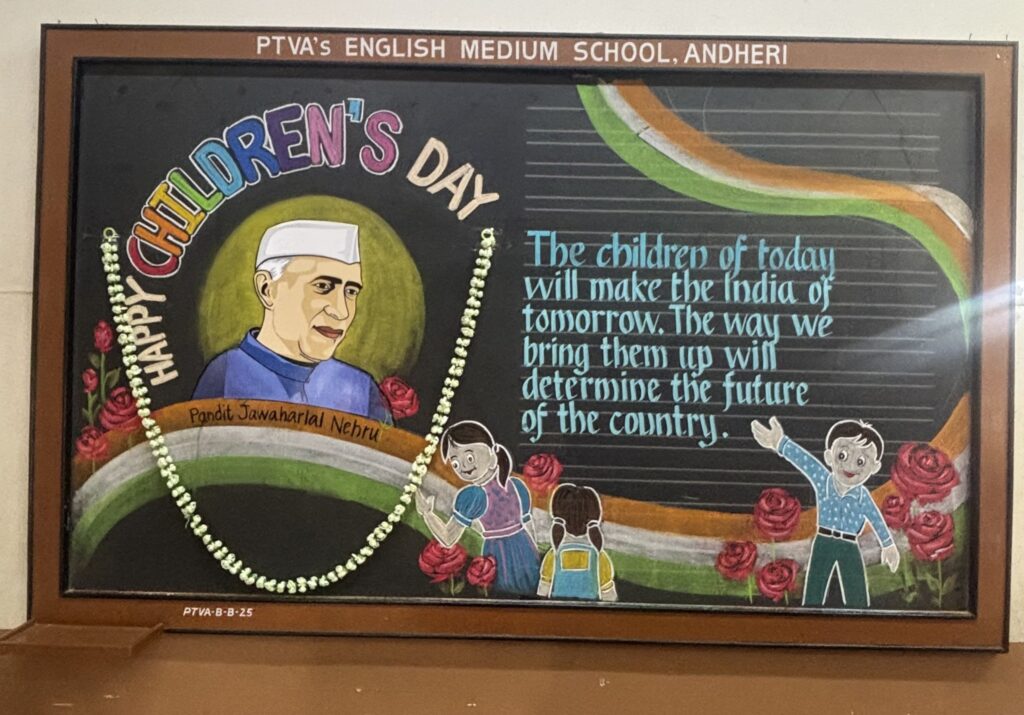 PTVA's ENGLISH MEDIUM SCHOOL, ANDHERI
HAPPY CHILDREN'S DAY
Pandit Jawaharlal Nehru
The children of today
will make the India of
tomorrow. The way we
bring them up will
determine the future
of the country.
PTVA-B-B-25